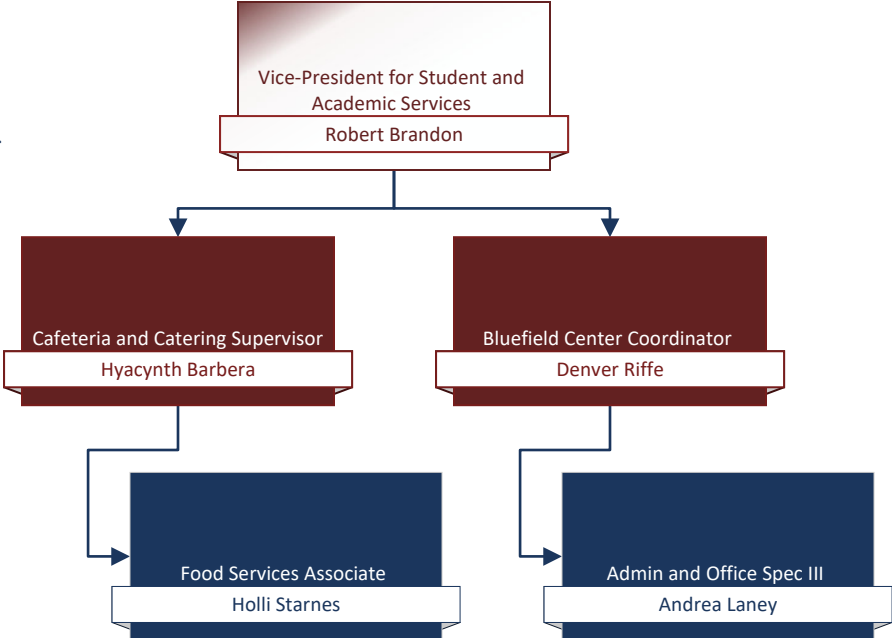 Vice-President for Student and
Academic Services
Robert Brandon
Cafeteria and Catering Supervisor
Hyacynth Barbera
Bluefield Center Coordinator
Denver Riffe
Food Services Associate
Holli Starnes
Admin and Office Spec III
Andrea Laney